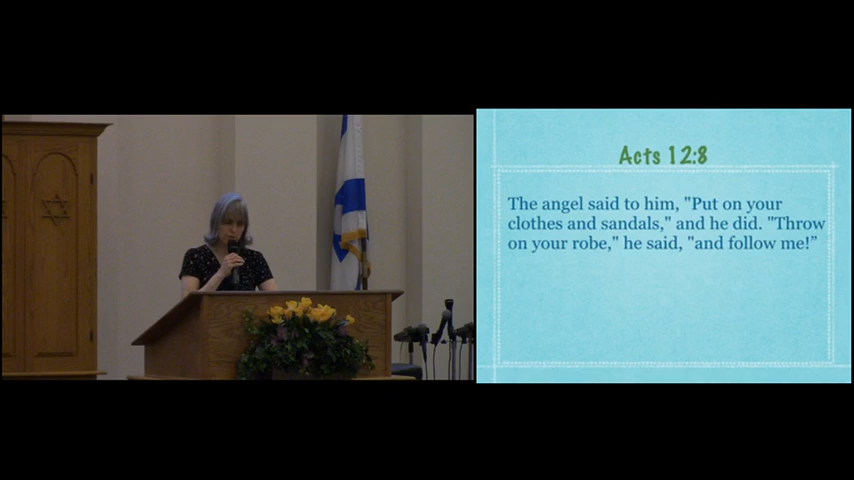 Acts 12:8
The angel said to him, "Put on your
clothes and sandals," and he did. "Throw
on your robe," he said, "and follow me!”